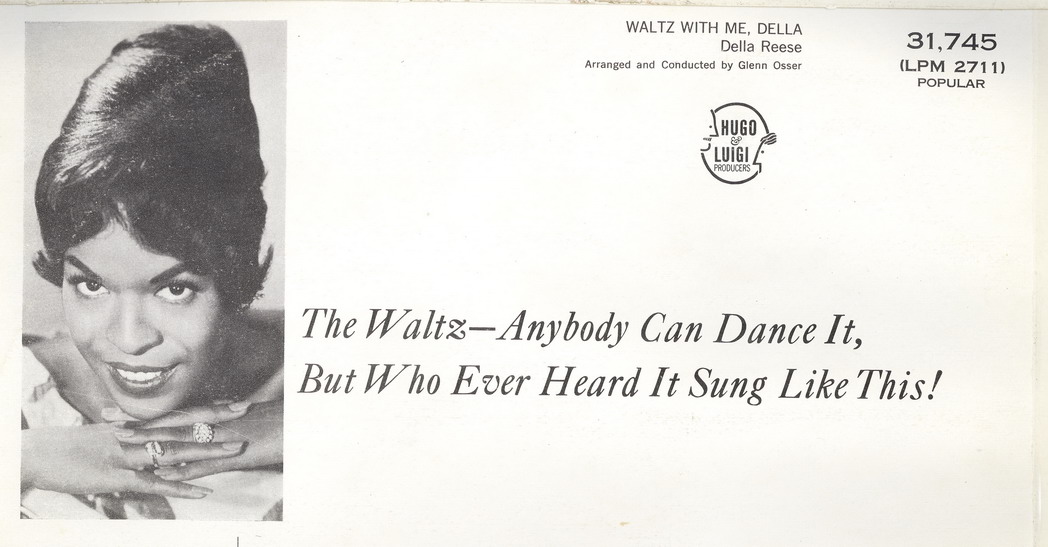 WALTZ WITH ME, DELLA
Della Reese
Arranged and Conducted by Glenn Osser
31,745
(LPM 2711)
POPULAR
HUGO
&
LUiGI
PRODUCERS
The Waltz—Anybody Can Dance It,
But Who Ever Heard It Sung Like This!